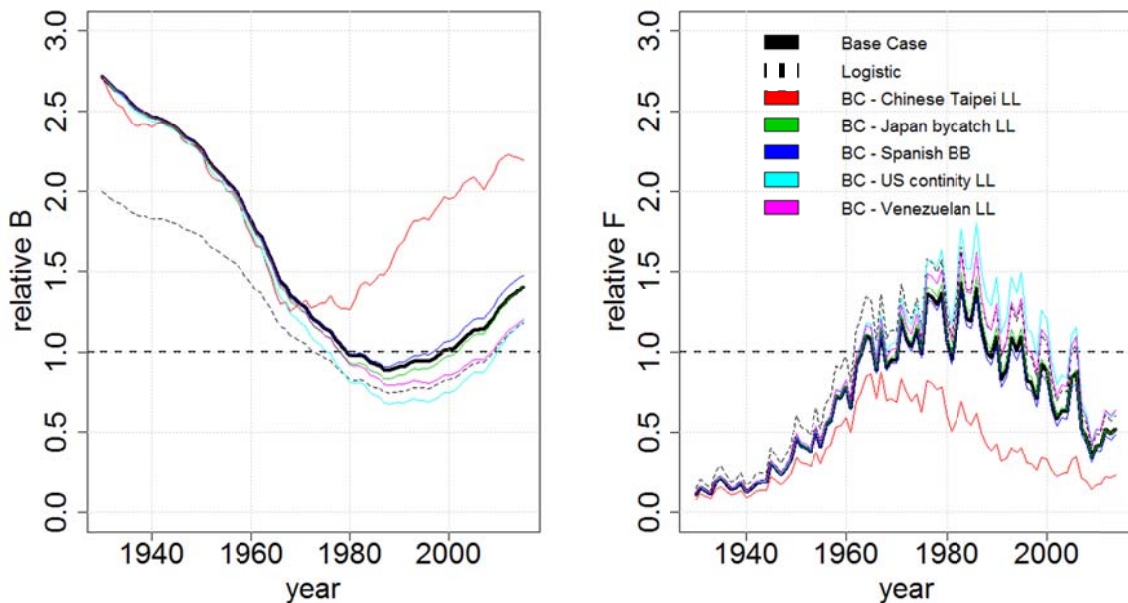 relative B
3.0
2.5
2.0
1.5
1.0
0.5
0.0
1940 1960 1980 2000
year
relative F
3.0
2.5
2.0
1.5
1.0
0.5
0.0
Base Case
Logistic
BC - Chinese Taipei LL
BC - Japan bycatch LL
BC - Spanish BB
BC - US continity LL
BC - Venezuelan LL
1940 1960 1980 2000
year